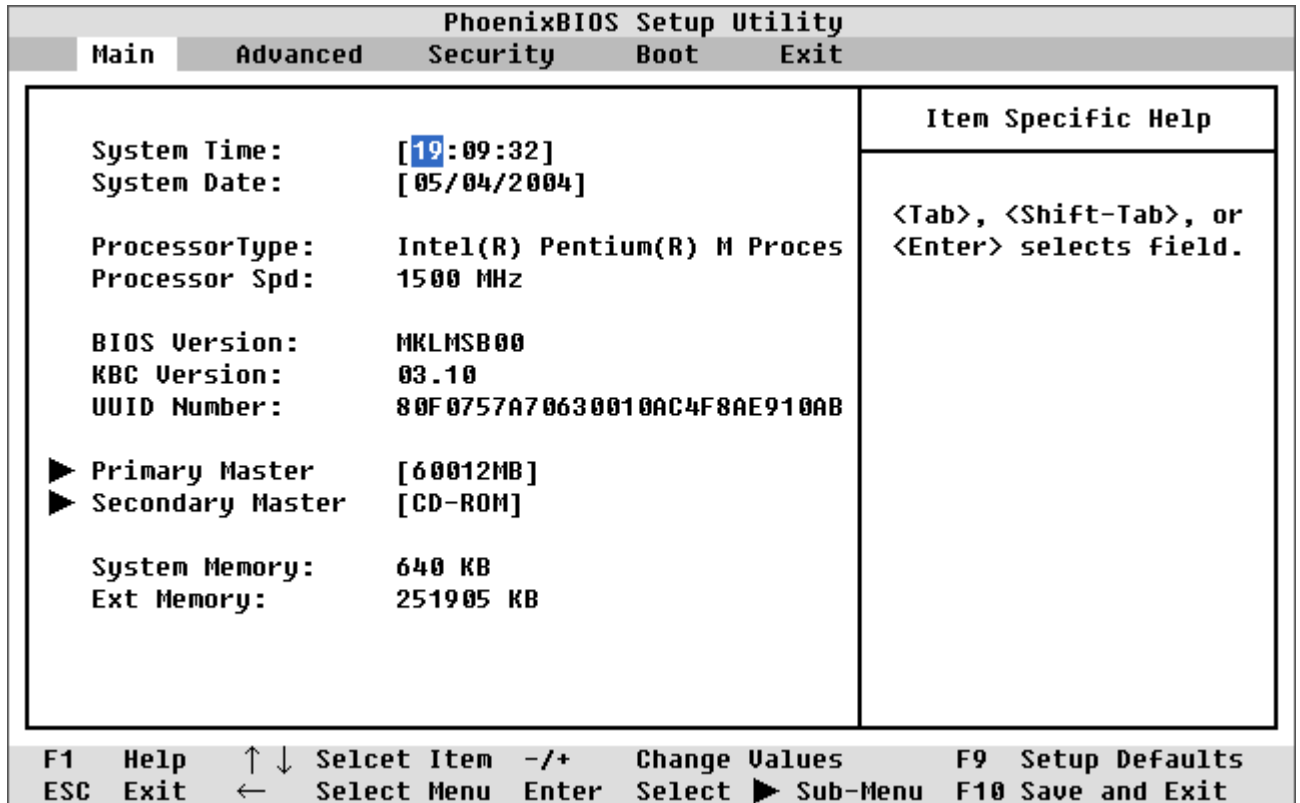 PhoenixBIOS Setup Utility
Main Advanced Security Boot Exit
Item Specific Help
System Time: [19:09:32]
System Date: [05/04/2004]
<Tab>, <Shift-Tab>, or
<Enter> selects field.
ProcessorType: Intel(R) Pentium(R) M Proces
Processor Spd: 1500 MHz
BIOS Version: MKLMSB00
KBC Version: 03.10
UUID Number: 80F0757A70630010AC4F8AE910AB
▶ Primary Master [60012MB]
▶ Secondary Master [CD-ROM]
System Memory: 640 KB
Ext Memory: 251905 KB
F1 Help ↑↓ Selcet Item -/+ Change Values F9 Setup Defaults
ESC Exit ← Select Menu Enter Select ▶ Sub-Menu F10 Save and Exit